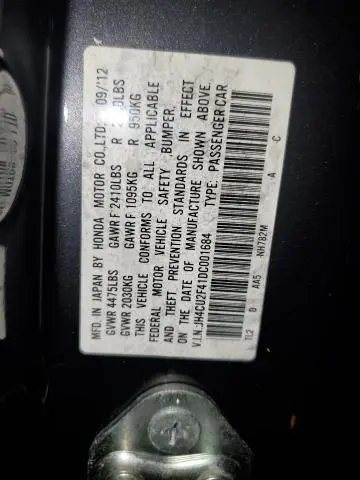 MFD. IN JAPAN BY HONDA MOTOR CO.,LTD. 09/12
GVWR 4475LBS GAWR F 2410LBS R
GVWR 2030KG GAWR F 1095KG R 950KG
THIS VEHICLE CONFORMS TO ALL APPLICABLE
FEDERAL MOTOR VEHICLE SAFETY BUMPER,
AND THEFT PREVENTION STANDARDS IN EFFECT
ON THE DATE OF MANUFACTURE SHOWN ABOVE.
V.I.N.:JH4CU2F41DC001684 TYPE: PASSENGER CAR
TL2 D AA5 -NH782M A C